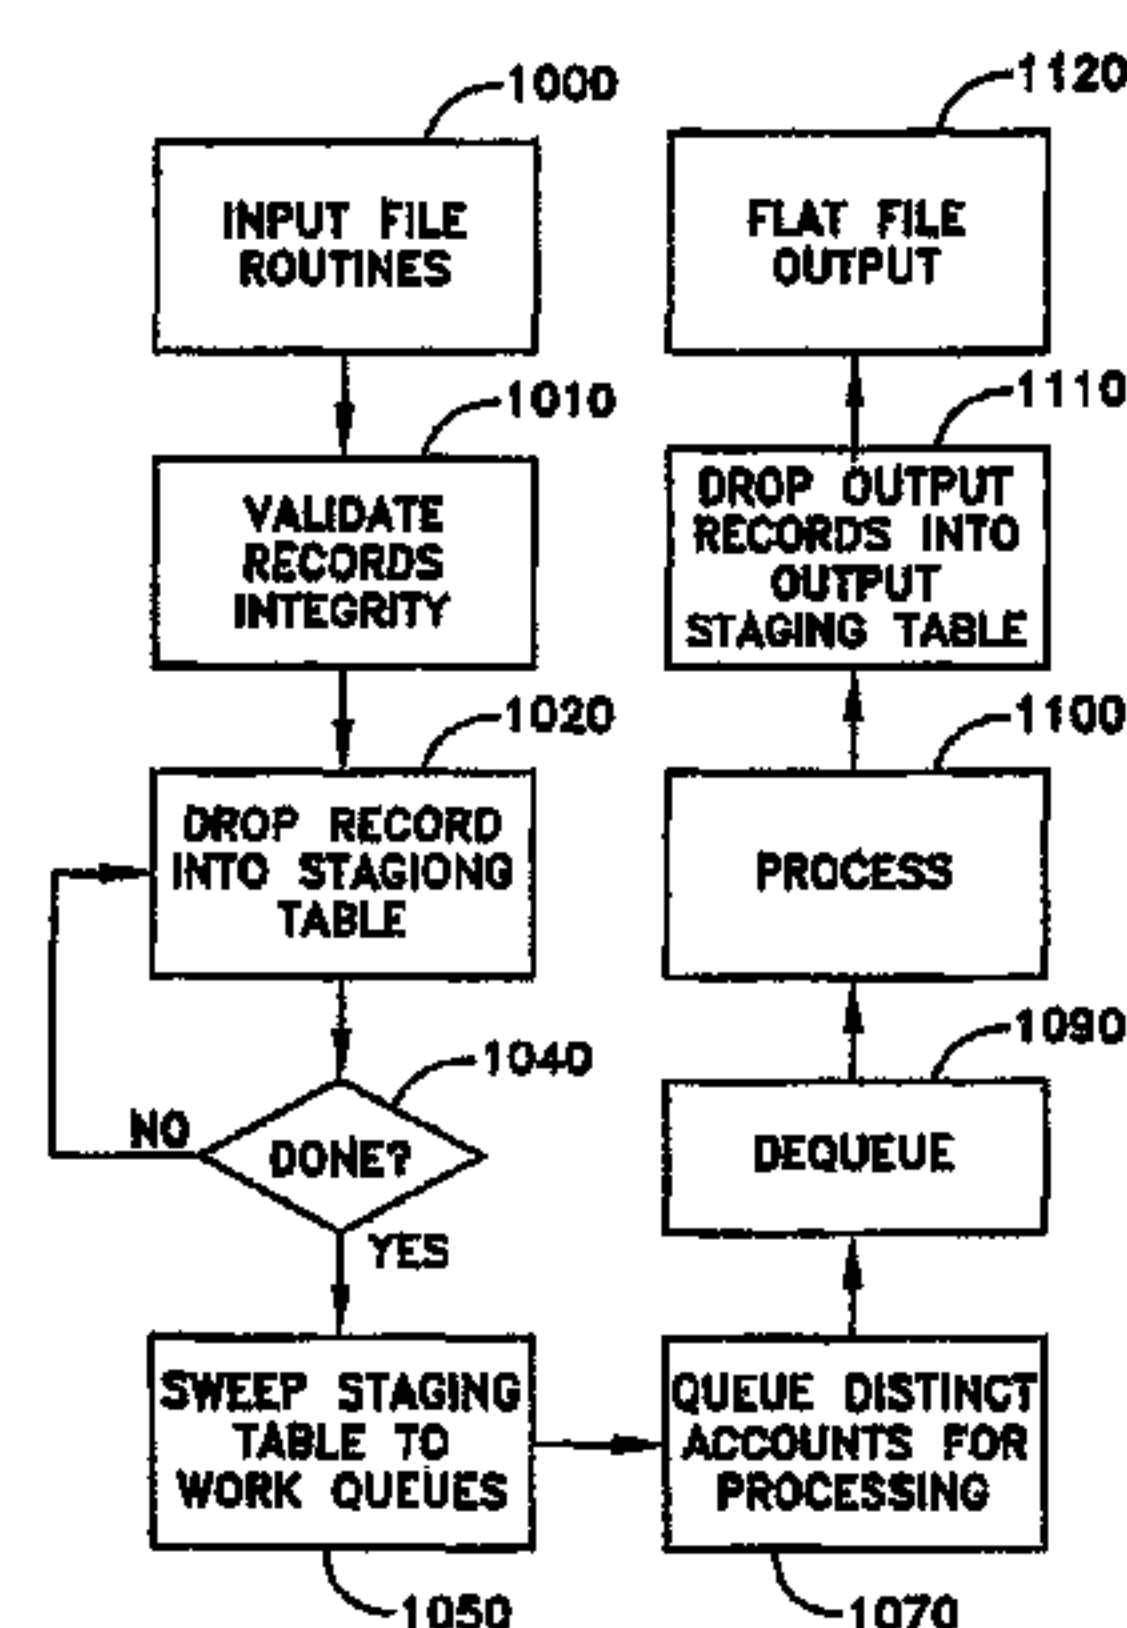 1000
INPUT FILE
ROUTINES
1010
VALIDATE
RECORDS
INTEGRITY
1020
DROP RECORD
INTO STAGIONG
TABLE
1040
DONE?
NO
YES
SWEEP STAGING
TABLE TO
WORK QUEUES
1050
QUEUE DISTINCT
ACCOUNTS FOR
PROCESSING
1070
1090
DEQUEUE
1100
PROCESS
1110
DROP OUTPUT
RECORDS INTO
OUTPUT
STAGING TABLE
1120
FLAT FILE
OUTPUT